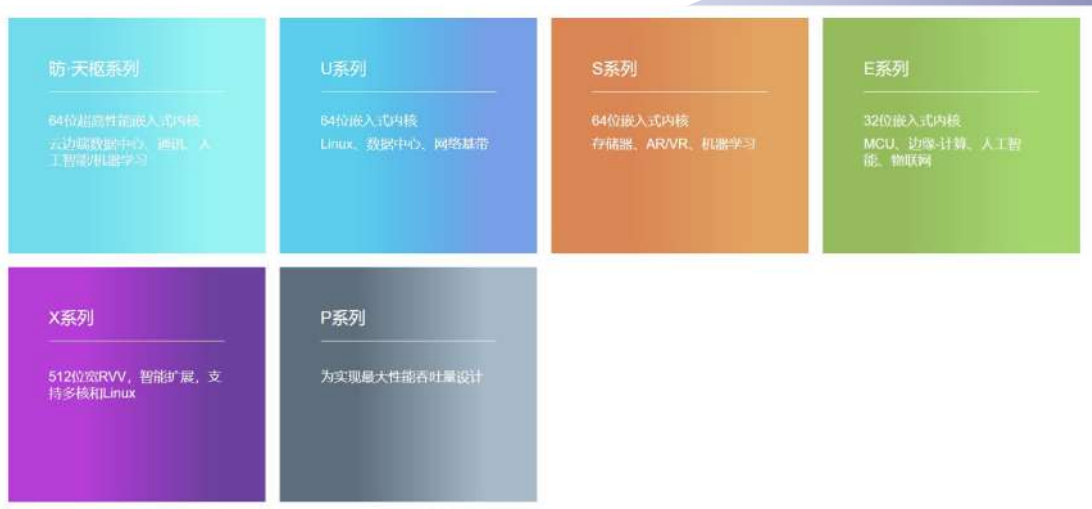 昉·天枢系列
64位超高性能嵌入式内核
云边端数据中心、通讯、人
工智能/机器学习
U系列
64位嵌入式内核
Linux、数据中心、网络基带
S系列
64位嵌入式内核
存储器、AR/VR、机器学习
E系列
32位嵌入式内核
MCU、边缘-计算、人工智
能、物联网
X系列
512位宽RVV，智能扩展，支
持多核和Linux
P系列
为实现最大性能吞吐量设计